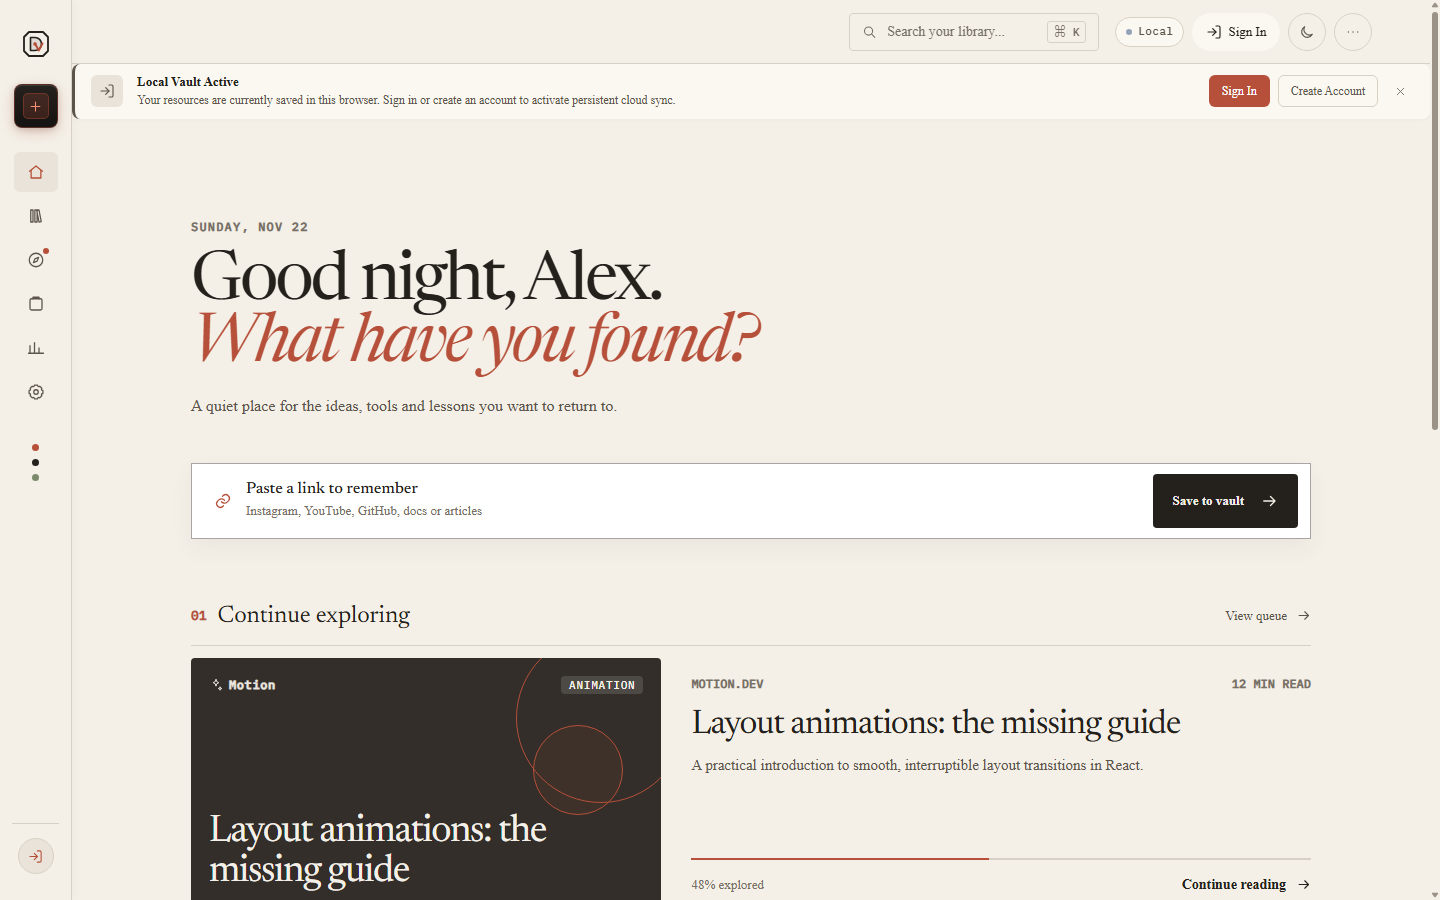 Search your library...
⌘ K
Local
Sign In
Local Vault Active
Your resources are currently saved in this browser. Sign in or create an account to activate persistent cloud sync.
Sign In
Create Account
SUNDAY, NOV 22
Good night, Alex.
What have you found?
A quiet place for the ideas, tools and lessons you want to return to.
Paste a link to remember
Instagram, YouTube, GitHub, docs or articles
Save to vault
01 Continue exploring
View queue
Motion
ANIMATION
Layout animations: the
missing guide
MOTION.DEV
12 MIN READ
Layout animations: the missing guide
A practical introduction to smooth, interruptible layout transitions in React.
48% explored
Continue reading